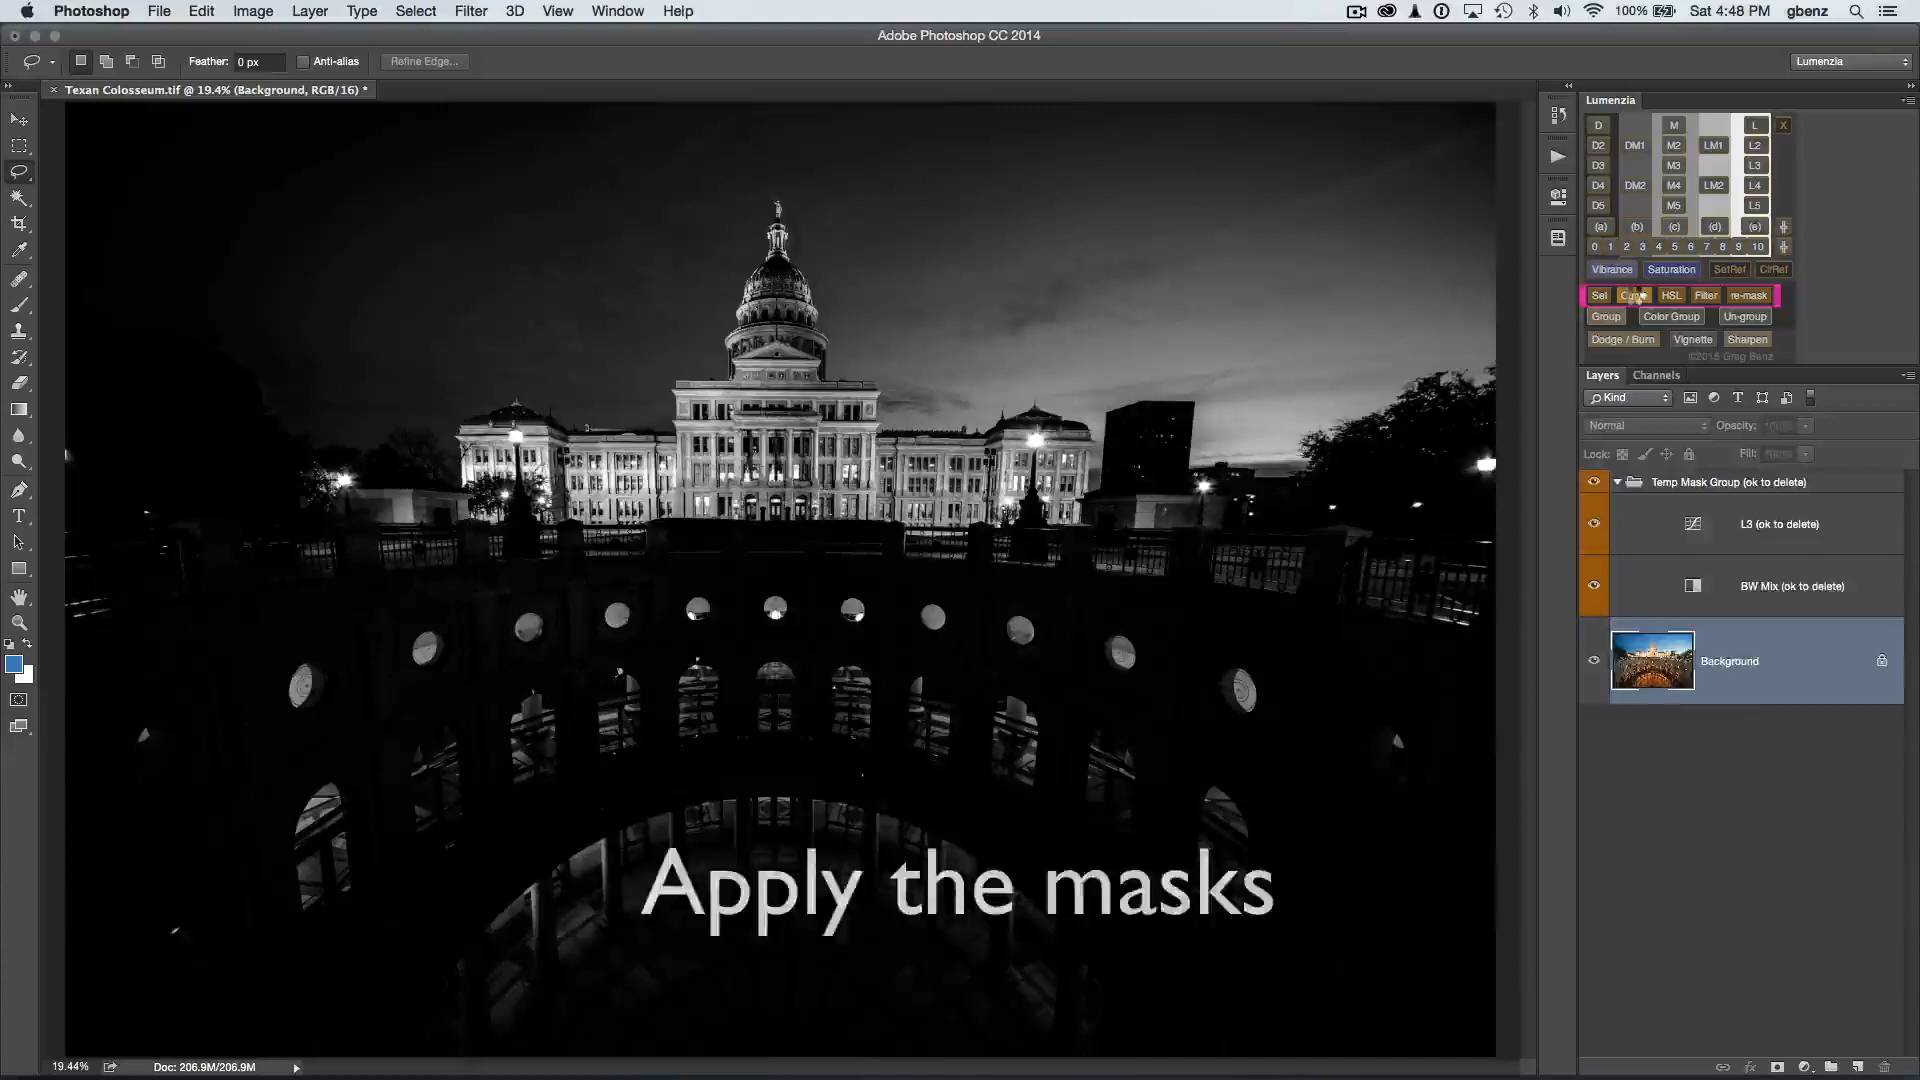 Photoshop File Edit Image Layer Type Select Filter 3D View Window Help 100% Sat 4:48 PM gbenz
Adobe Photoshop CC 2014
Feather: 0 px Anti-alias Refine Edge... Lumenzia
Texan Colosseum.tif @ 19.4% (Background, RGB/16) *
Lumenzia
D M L X
D2 DM1 M2 LM1 L2
D3 M3 L3
D4 DM2 M4 LM2 L4
D5 M5 L5
(a) (b) (c) (d) (e)
0 1 2 3 4 5 6 7 8 9 10
Vibrance Saturation SetRef ClrRef
Sel HSL Filter re-mask
Group Color Group Un-group
Dodge / Burn Vignette Sharpen
©2015 Greg Benz
Layers Channels
Kind
Normal Opacity:
Lock: Fill:
Temp Mask Group (ok to delete)
L3 (ok to delete)
BW Mix (ok to delete)
Background
Apply the masks
19.44% Doc: 206.9M/206.9M